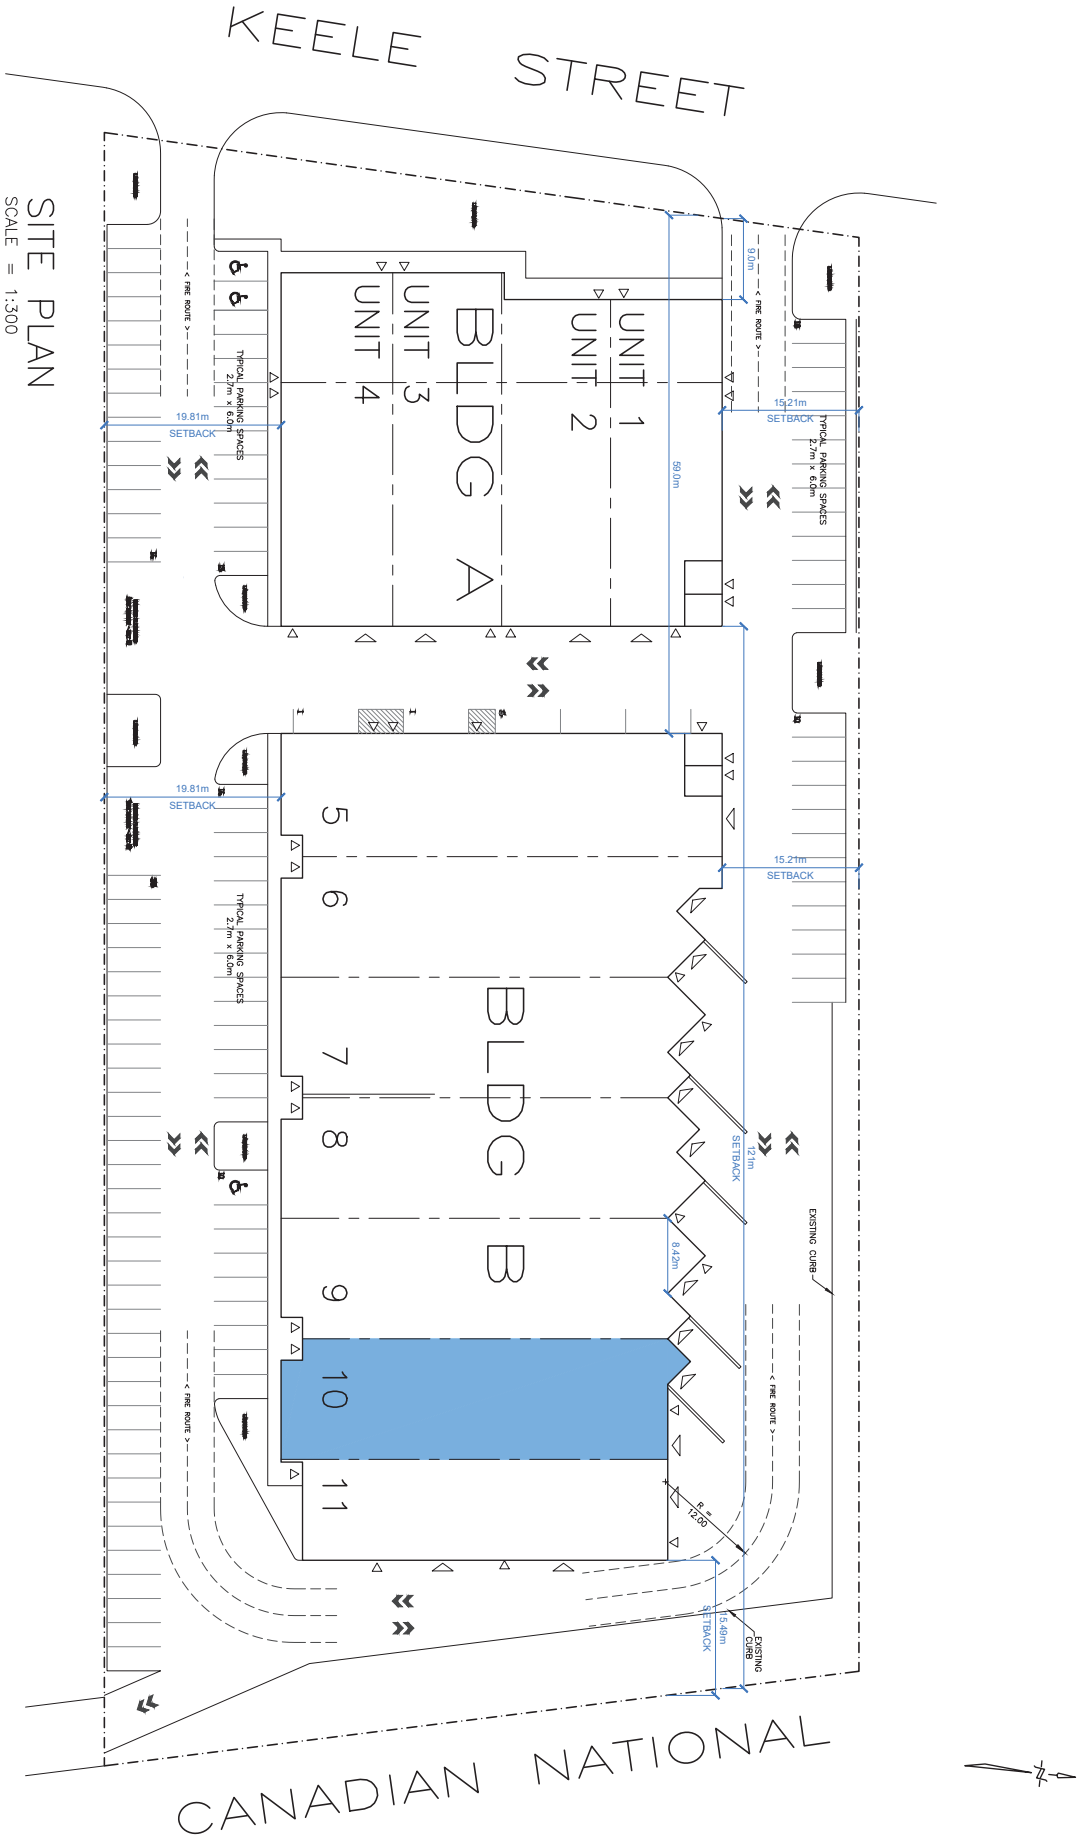 KEELE STREET
SITE PLAN
SCALE = 1:300
< FIRE ROUTE >
< FIRE ROUTE >
9.0m
UNIT 4
UNIT 3
BLDG A
UNIT 2
UNIT 1
TYPICAL PARKING SPACES
2.7m x 6.0m
TYPICAL PARKING SPACES
2.7m x 6.0m
19.81m
SETBACK
15.21m
SETBACK
59.0m
19.81m
SETBACK
15.21m
SETBACK
5
6
7
8
9
10
11
BLDG B
TYPICAL PARKING SPACES
2.7m x 6.0m
121m
SETBACK
8.42m
EXISTING CURB
< FIRE ROUTE >
< FIRE ROUTE >
R =
12.00
15.49m
SETBACK
EXISTING
CURB
CANADIAN NATIONAL
N